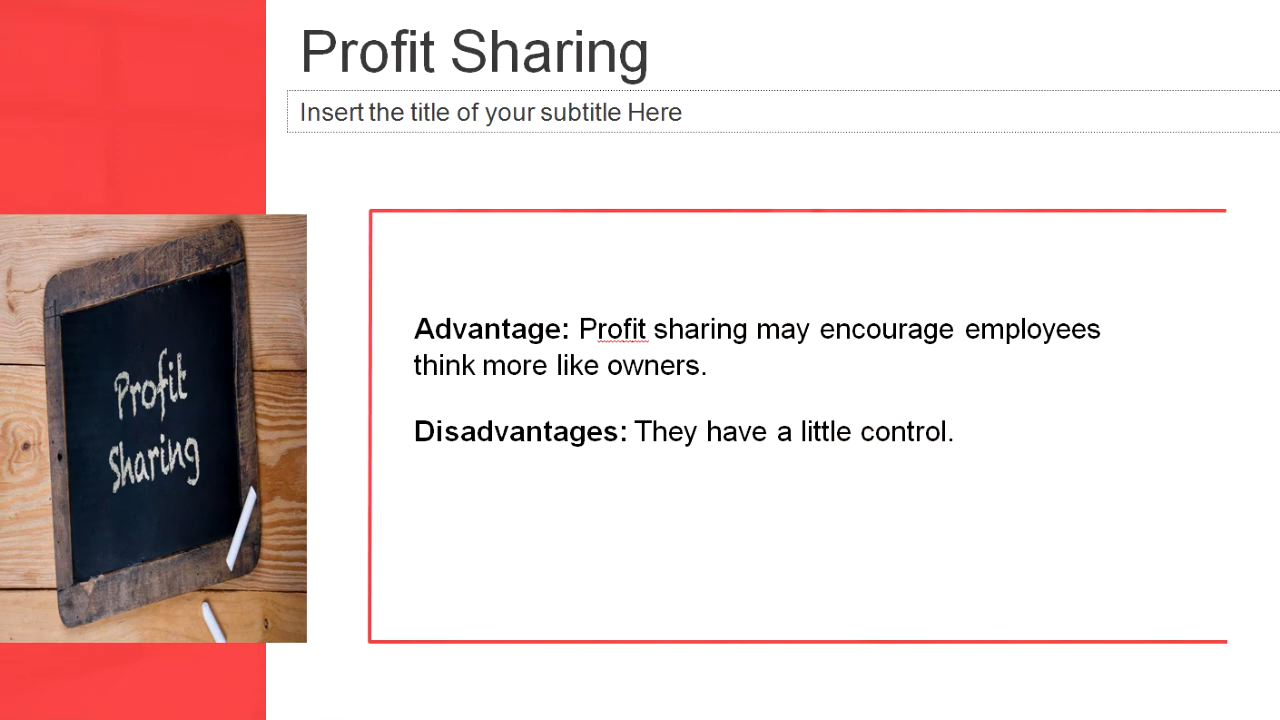 Profit Sharing
Insert the title of your subtitle Here
Profit
Sharing
Advantage: Profit sharing may encourage employees
think more like owners.
Disadvantages: They have a little control.